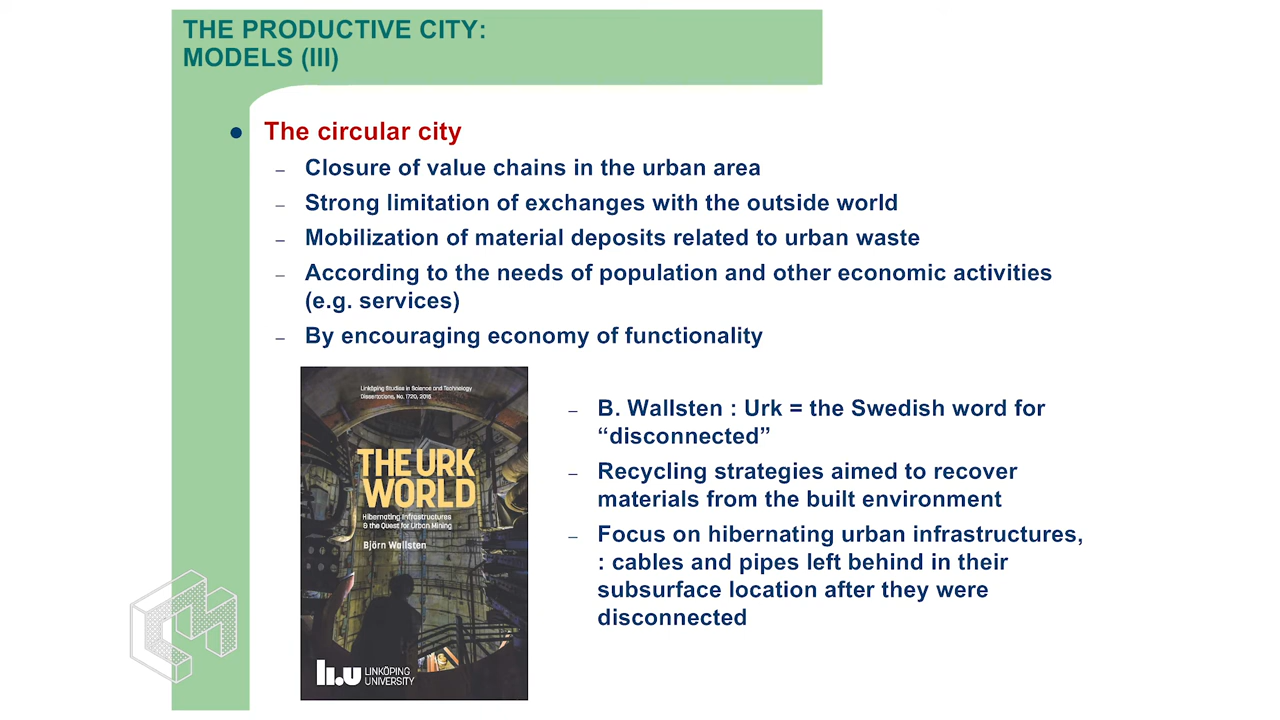 THE PRODUCTIVE CITY:
MODELS (III)
● The circular city
– Closure of value chains in the urban area
– Strong limitation of exchanges with the outside world
– Mobilization of material deposits related to urban waste
– According to the needs of population and other economic activities
(e.g. services)
– By encouraging economy of functionality
Linköping Studies in Science and Technology
Dissertations, No. 1720, 2016
THE URK
WORLD
Hibernating Infrastructures
& the Quest for Urban Mining
Björn Wallsten
li.u LINKÖPING
UNIVERSITY
– B. Wallsten : Urk = the Swedish word for
“disconnected”
– Recycling strategies aimed to recover
materials from the built environment
– Focus on hibernating urban infrastructures,
: cables and pipes left behind in their
subsurface location after they were
disconnected
CM